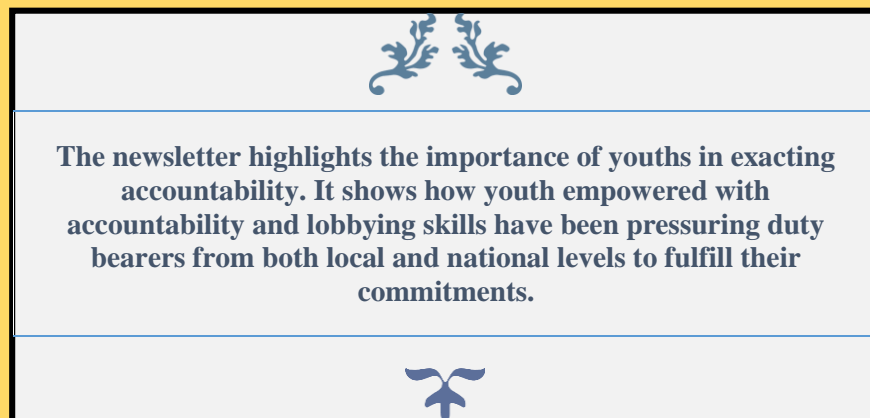 The newsletter highlights the importance of youths in exacting
accountability. It shows how youth empowered with
accountability and lobbying skills have been pressuring duty
bearers from both local and national levels to fulfill their
commitments.